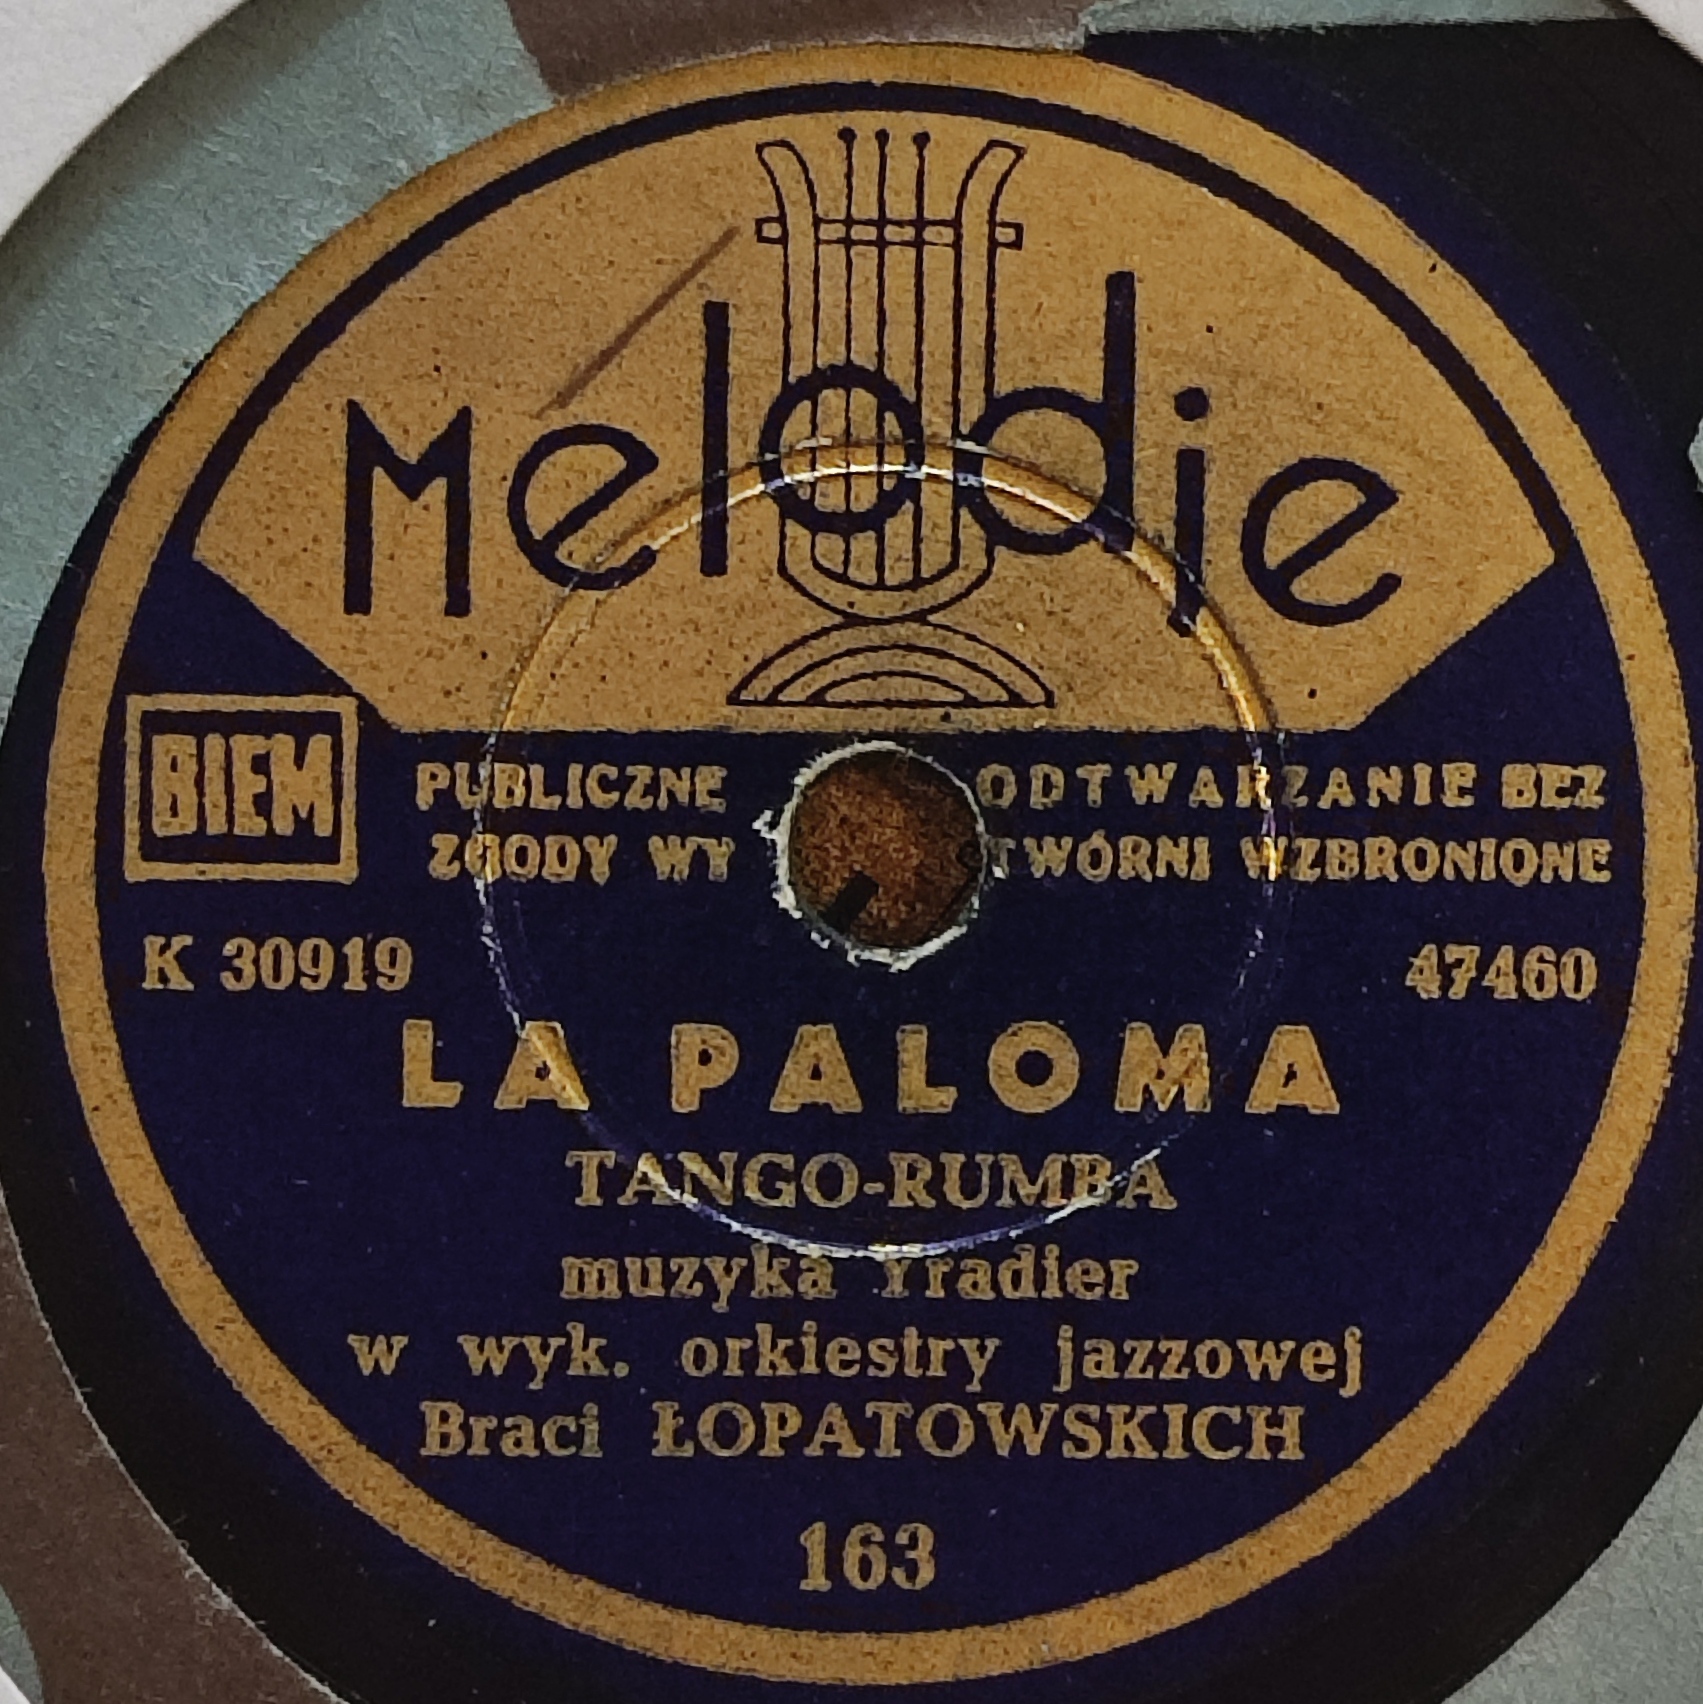 Melodie
BIEM
PUBLICZNE ODTWARZANIE BEZ
ZGODY WYTWÓRNI WZBRONIONE
K 30919 47460
LA PALOMA
TANGO-RUMBA
muzyka Yradier
w wyk. orkiestry jazzowej
Braci ŁOPATOWSKICH
163